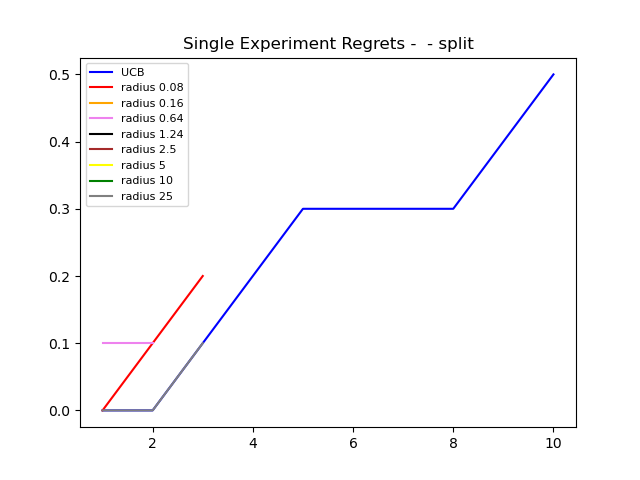 Single Experiment Regrets -  - split
UCB
radius 0.08
radius 0.16
radius 0.64
radius 1.24
radius 2.5
radius 5
radius 10
radius 25
0.5
0.4
0.3
0.2
0.1
0.0
2 4 6 8 10